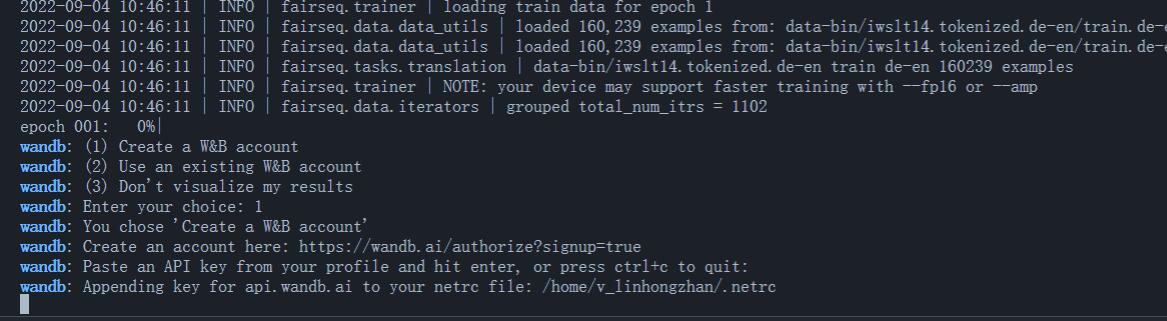 2022-09-04 10:46:11 | INFO | fairseq.trainer | loading train data for epoch 1
2022-09-04 10:46:11 | INFO | fairseq.data.data_utils | loaded 160,239 examples from: data-bin/iwslt14.tokenized.de-en/train.de-
2022-09-04 10:46:11 | INFO | fairseq.data.data_utils | loaded 160,239 examples from: data-bin/iwslt14.tokenized.de-en/train.de-
2022-09-04 10:46:11 | INFO | fairseq.tasks.translation | data-bin/iwslt14.tokenized.de-en train de-en 160239 examples
2022-09-04 10:46:11 | INFO | fairseq.trainer | NOTE: your device may support faster training with --fp16 or --amp
2022-09-04 10:46:11 | INFO | fairseq.data.iterators | grouped total_num_itrs = 1102
epoch 001:   0%|
wandb: (1) Create a W&B account
wandb: (2) Use an existing W&B account
wandb: (3) Don't visualize my results
wandb: Enter your choice: 1
wandb: You chose 'Create a W&B account'
wandb: Create an account here: https://wandb.ai/authorize?signup=true
wandb: Paste an API key from your profile and hit enter, or press ctrl+c to quit:
wandb: Appending key for api.wandb.ai to your netrc file: /home/v_linhongzhan/.netrc